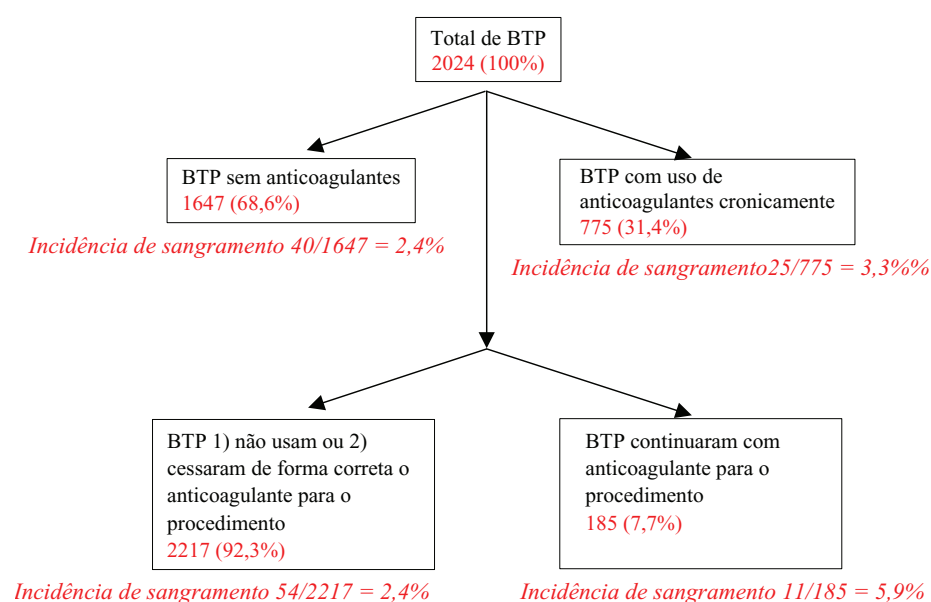 Total de BTP
2024 (100%)
BTP sem anticoagulantes
1647 (68,6%)
Incidência de sangramento 40/1647 = 2,4%
BTP com uso de
anticoagulantes cronicamente
775 (31,4%)
Incidência de sangramento25/775 = 3,3%%
BTP 1) não usam ou 2)
cessaram de forma correta o
anticoagulante para o
procedimento
2217 (92,3%)
Incidência de sangramento 54/2217 = 2,4%
BTP continuaram com
anticoagulante para o
procedimento
185 (7,7%)
Incidência de sangramento 11/185 = 5,9%